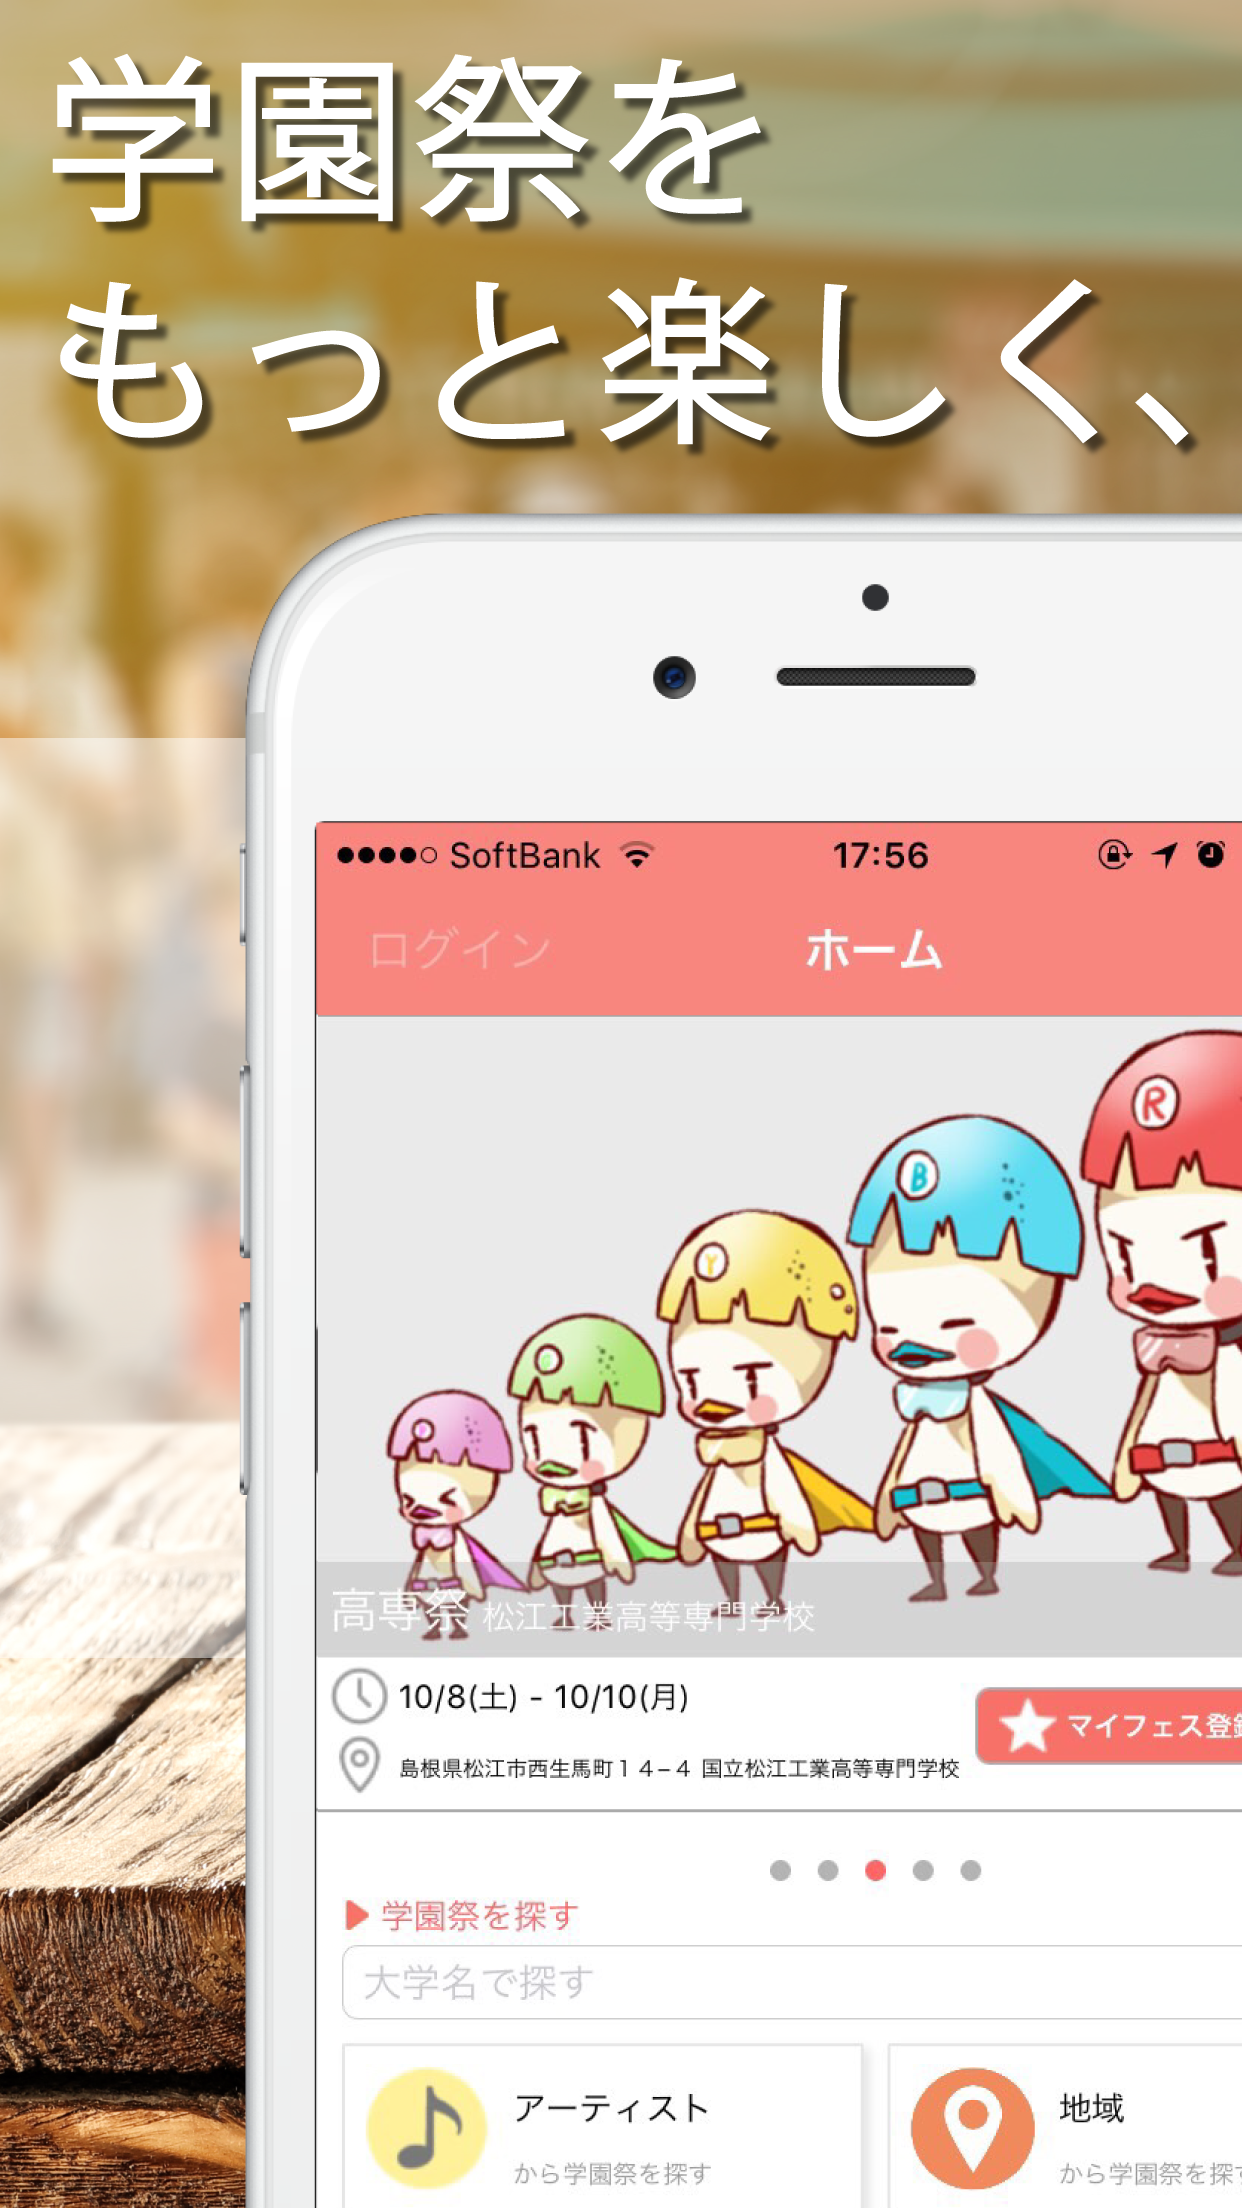 学園祭を
もっと楽しく、
SoftBank 17:56
ログイン ホーム
R
B
Y
高専祭 松江工業高等専門学校
10/8(土) - 10/10(月)
マイフェス登録
島根県松江市西生馬町１４−４ 国立松江工業高等専門学校
学園祭を探す
大学名で探す
アーティスト
から学園祭を探す
地域
から学園祭を探す